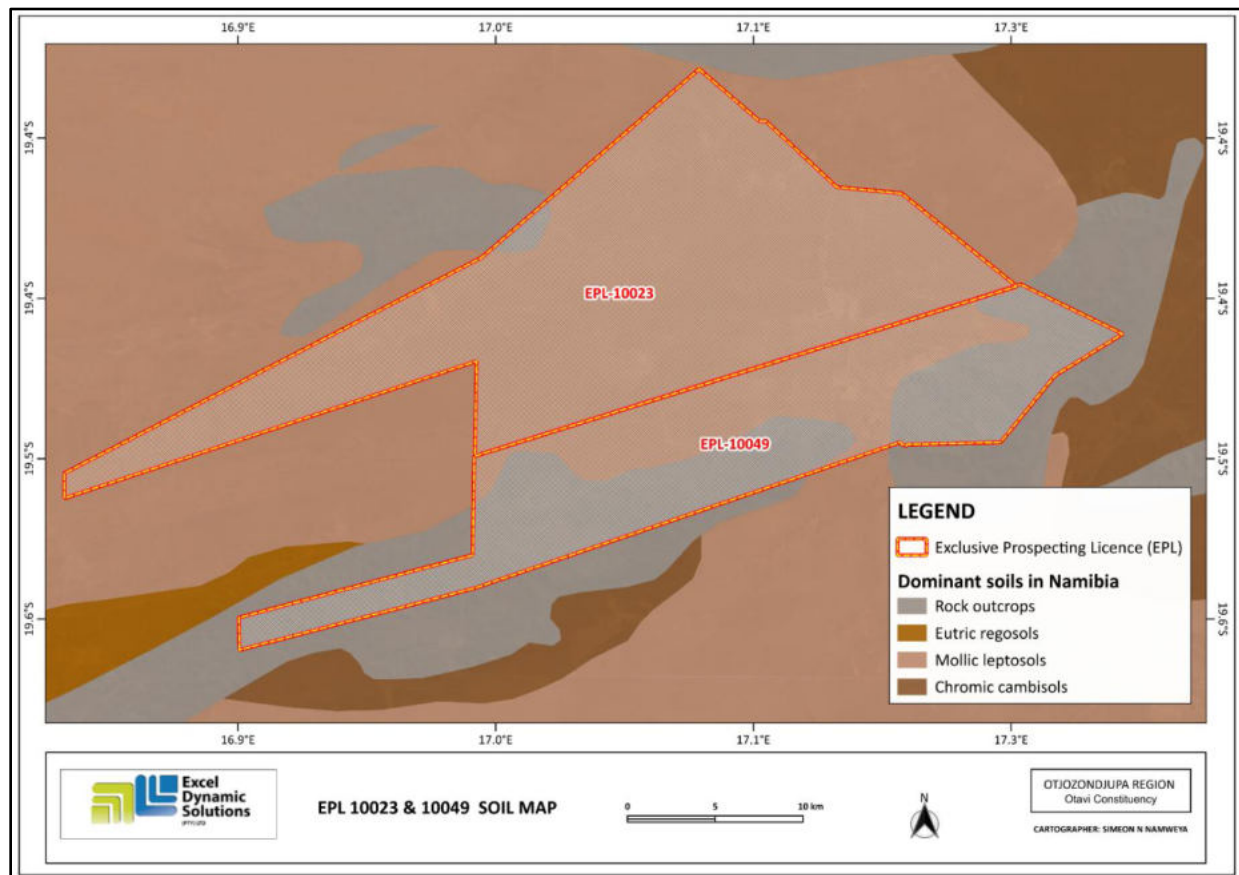 16.9°E 17.0°E 17.1°E 17.3°E
19.4°S 19.4°S
19.4°S 19.4°S
19.5°S 19.5°S
19.6°S 19.6°S
EPL-10023
EPL-10049
LEGEND
Exclusive Prospecting Licence (EPL)
Dominant soils in Namibia
Rock outcrops
Eutric regosols
Mollic leptosols
Chromic cambisols
16.9°E 17.0°E 17.1°E 17.3°E
Excel
Dynamic
Solutions
(PTY) LTD
EPL 10023 & 10049 SOIL MAP
0 5 10 km
N
OTJOZONDJUPA REGION
Otavi Constituency
CARTOGRAPHER: SIMEON N NAMWEYA